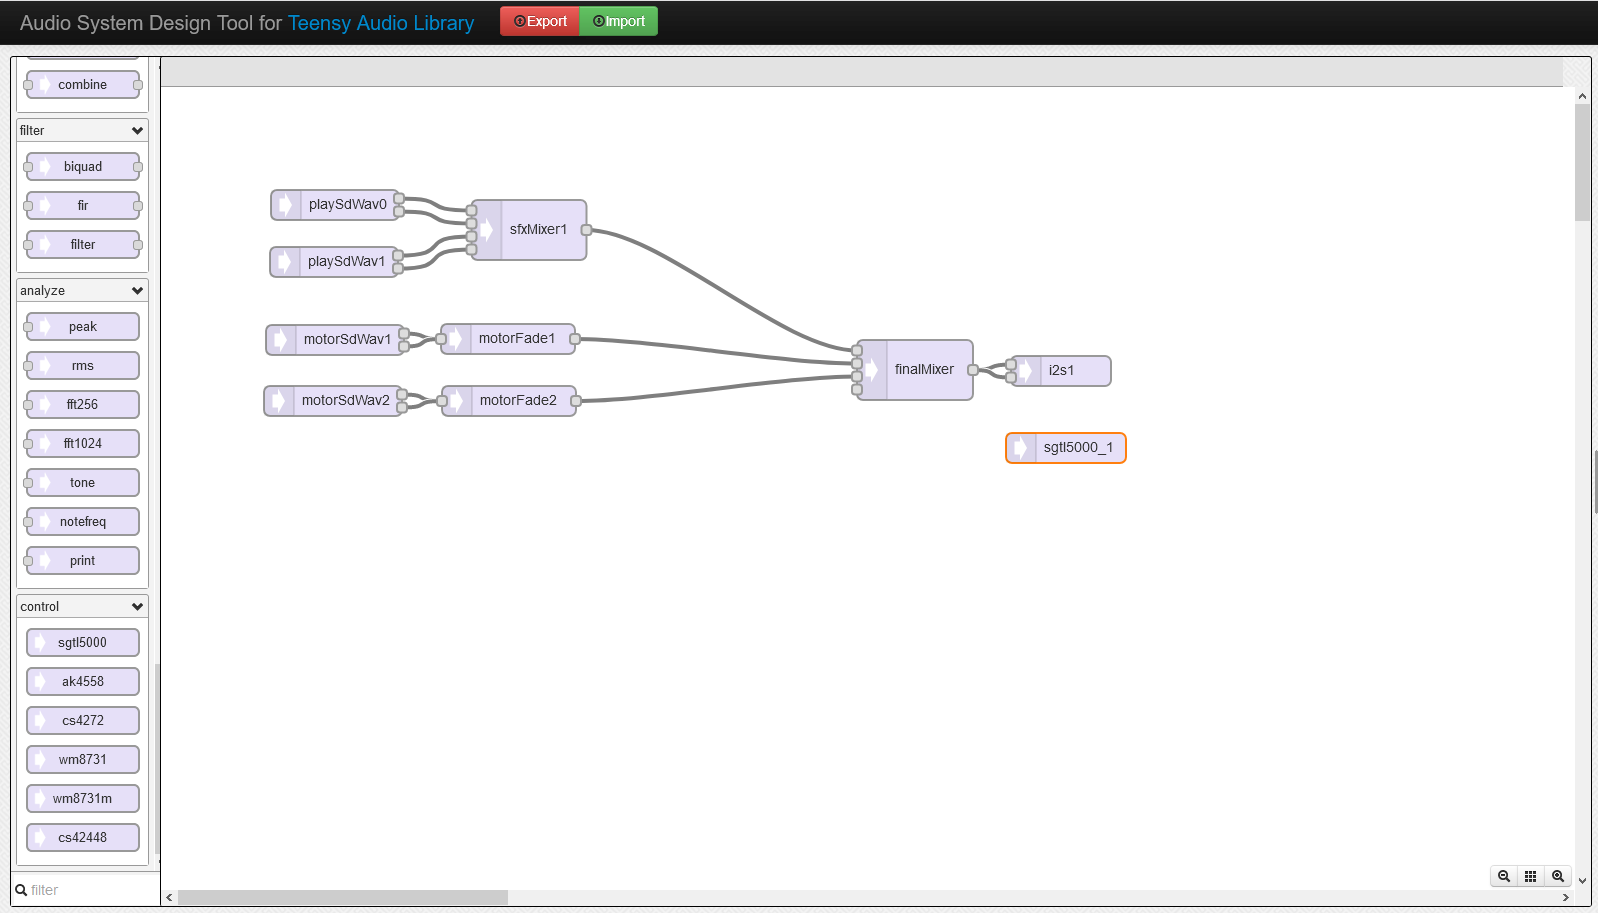 Audio System Design Tool for Teensy Audio Library
Export
Import
combine
filter
biquad
fir
filter
analyze
peak
rms
fft256
fft1024
tone
notefreq
print
control
sgtl5000
ak4558
cs4272
wm8731
wm8731m
cs42448
filter
playSdWav0
sfxMixer1
playSdWav1
motorSdWav1
motorFade1
finalMixer
i2s1
motorSdWav2
motorFade2
sgtl5000_1